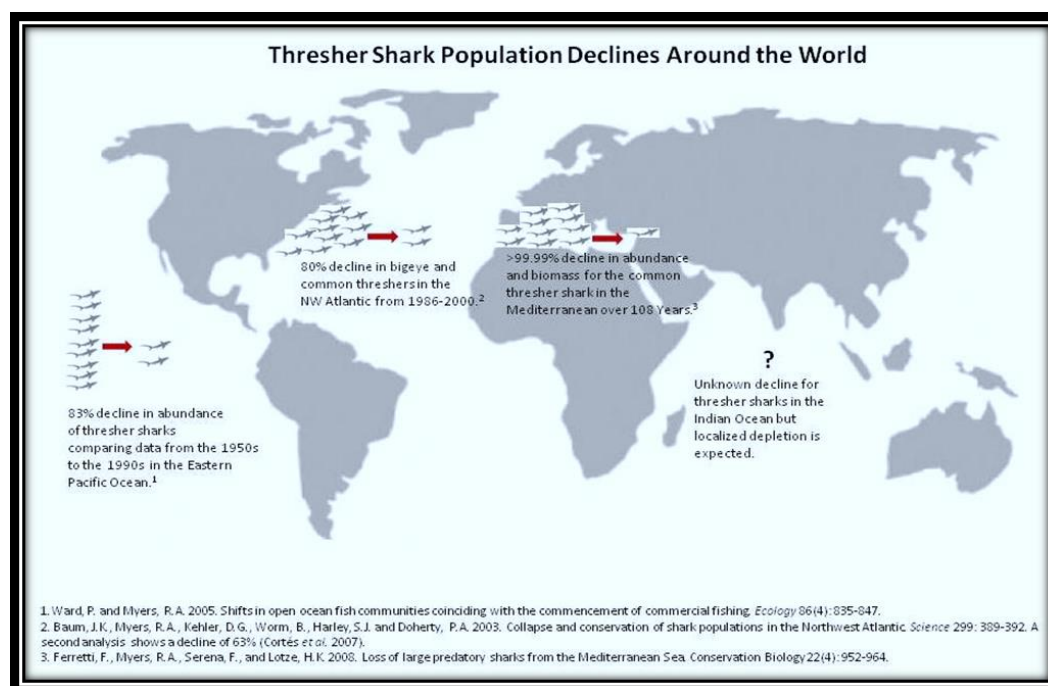 Thresher Shark Population Declines Around the World
80% decline in bigeye and
common threshers in the
NW Atlantic from 1986-2000.2
>99.99% decline in abundance
and biomass for the common
thresher shark in the
Mediterranean over 108 Years.3
83% decline in abundance
of thresher sharks
comparing data from the 1950s
to the 1990s in the Eastern
Pacific Ocean.1
?
Unknown decline for
thresher sharks in the
Indian Ocean but
localized depletion is
expected.
1. Ward, P. and Myers, R.A. 2005. Shifts in open ocean fish communities coinciding with the commencement of commercial fishing. Ecology 86(4): 835-847.
2. Baum, J.K., Myers, R.A., Kehler, D.G., Worm, B., Harley, S.J. and Doherty, P.A. 2003. Collapse and conservation of shark populations in the Northwest Atlantic. Science 299: 389-392. A
second analysis shows a decline of 63% (Cortés et al. 2007).
3. Ferretti, F., Myers, R.A., Serena, F., and Lotze, H.K. 2008. Loss of large predatory sharks from the Mediterranean Sea. Conservation Biology 22(4): 952-964.